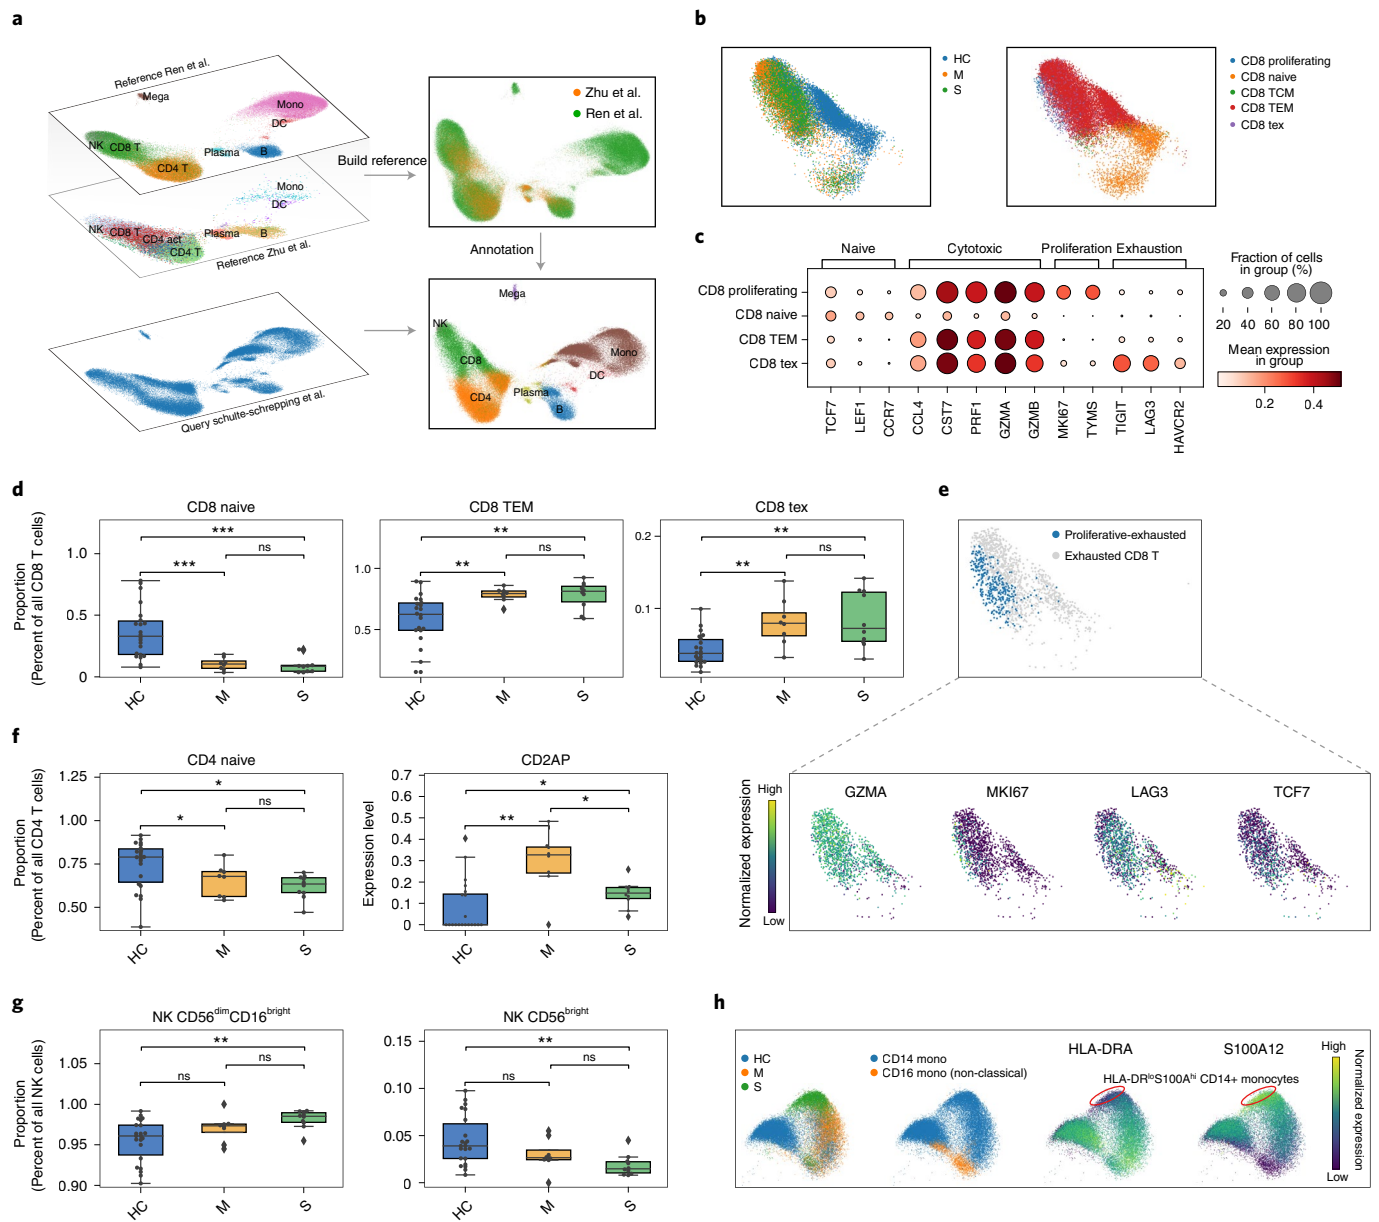 a
Reference Ren et al.
Mega
Mono
DC
NK
CD8 T
Plasma
B
CD4 T
Mono
DC
NK
CD8 T
CD4 act
CD4 T
Plasma
B
Reference Zhu et al.
Query schulte-schrepping et al.
Build reference
Zhu et al.
Ren et al.
Annotation
Mega
NK
CD8
CD4
Plasma
B
DC
Mono
b
HC
M
S
CD8 proliferating
CD8 naive
CD8 TCM
CD8 TEM
CD8 tex
c
Naive
Cytotoxic
Proliferation
Exhaustion
CD8 proliferating
CD8 naive
CD8 TEM
CD8 tex
TCF7
LEF1
CCR7
CCL4
CST7
PRF1
GZMA
GZMB
MKI67
TYMS
TIGIT
LAG3
HAVCR2
Fraction of cells
in group (%)
20 40 60 80 100
Mean expression
in group
0.2 0.4
d
Proportion
(Percent of all CD8 T cells)
CD8 naive
***
ns
***
1.0
0.5
0
HC M S
CD8 TEM
**
ns
**
1.0
0.5
HC M S
CD8 tex
**
ns
**
0.2
0.1
HC M S
e
Proliferative-exhausted
Exhausted CD8 T
Normalized expression
High
Low
GZMA
MKI67
LAG3
TCF7
f
Proportion
(Percent of all CD4 T cells)
CD4 naive
*
ns
*
1.25
1.00
0.75
0.50
HC M S
CD2AP
Expression level
*
*
**
0.7
0.6
0.5
0.4
0.3
0.2
0.1
0
HC M S
g
Proportion
(Percent of all NK cells)
NK CD56dimCD16bright
**
ns
ns
1.05
1.00
0.95
0.90
HC M S
NK CD56bright
**
ns
ns
0.15
0.10
0.05
0
HC M S
h
HC
M
S
CD14 mono
CD16 mono (non-classical)
HLA-DRA
S100A12
HLA-DRloS100Ahi CD14+ monocytes
High
Low
Normalized expression